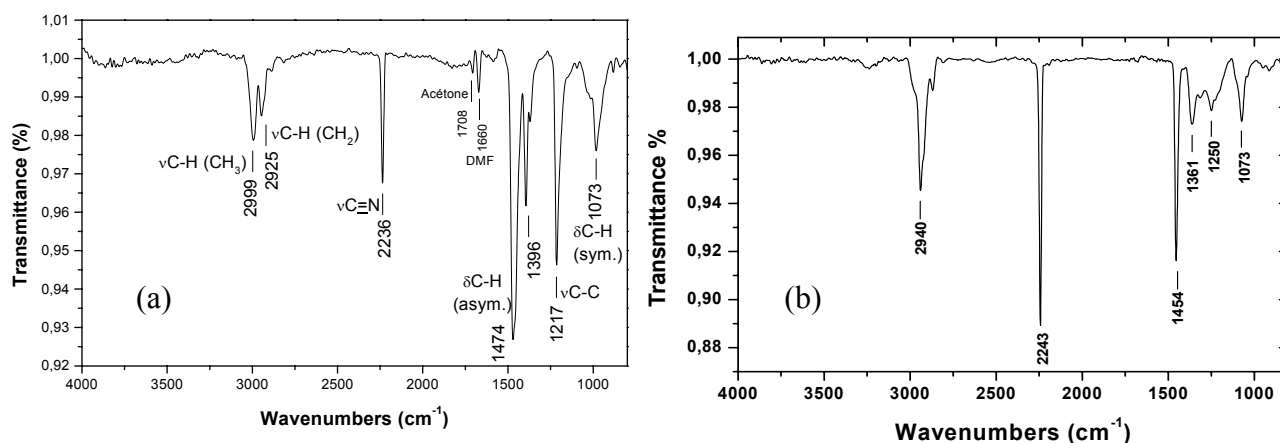 1,01
1,00
0,99
0,98
0,97
0,96
0,95
0,94
0,93
0,92
Transmittance (%)
νC-H (CH3)
2999
νC-H (CH2)
2925
νC≡N
2236
Acétone
1708
1660
DMF
δC-H
(asym.)
1474
1396
1217
νC-C
1073
δC-H
(sym.)
(a)
4000 3500 3000 2500 2000 1500 1000
Wavenumbers (cm-1)
1,00
0,98
0,96
0,94
0,92
0,90
0,88
Transmittance %
2940
2243
1454
1361
1250
1073
(b)
4000 3500 3000 2500 2000 1500 1000
Wavenumbers (cm-1)